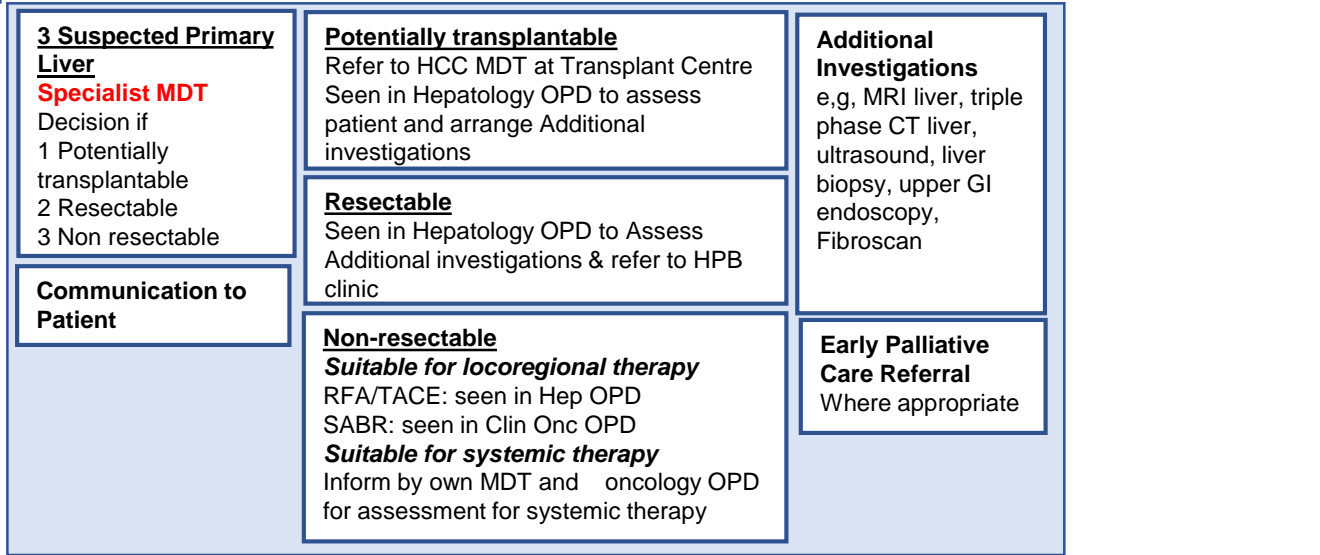 3 Suspected Primary
Liver
Specialist MDT
Decision if
1 Potentially
transplantable
2 Resectable
3 Non resectable
Communication to
Patient
Potentially transplantable
Refer to HCC MDT at Transplant Centre
Seen in Hepatology OPD to assess
patient and arrange Additional
investigations
Resectable
Seen in Hepatology OPD to Assess
Additional investigations & refer to HPB
clinic
Non-resectable
Suitable for locoregional therapy
RFA/TACE: seen in Hep OPD
SABR: seen in Clin Onc OPD
Suitable for systemic therapy
Inform by own MDT and oncology OPD
for assessment for systemic therapy
Additional
Investigations
e,g, MRI liver, triple
phase CT liver,
ultrasound, liver
biopsy, upper GI
endoscopy,
Fibroscan
Early Palliative
Care Referral
Where appropriate